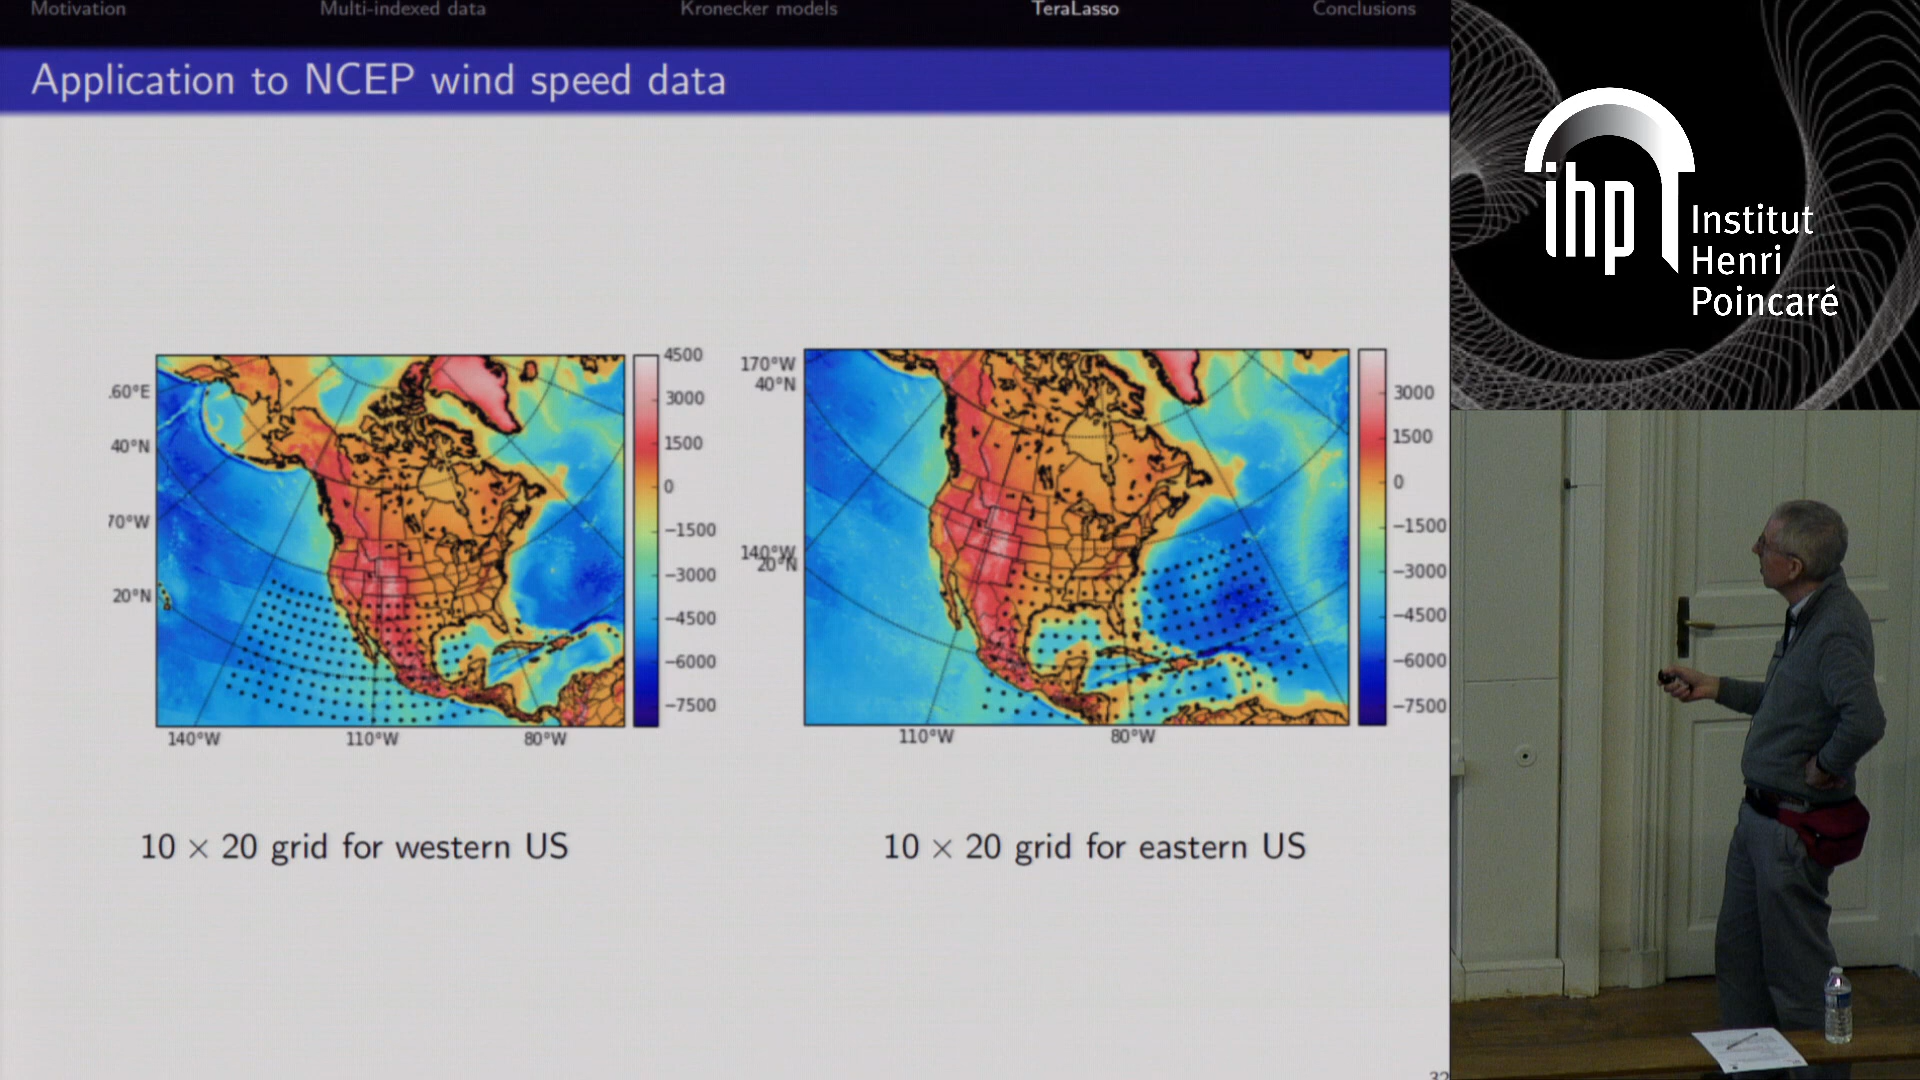 Motivation
Multi-indexed data
Kronecker models
TeraLasso
Conclusions
Application to NCEP wind speed data
4500
3000
1500
0
−1500
−3000
−4500
−6000
−7500
.60°E
40°N
70°W
20°N
140°W
110°W
80°W
170°W
40°N
140°W
20°N
3000
1500
0
−1500
−3000
−4500
−6000
−7500
110°W
80°W
10 × 20 grid for western US
10 × 20 grid for eastern US
32
ihp
Institut
Henri
Poincaré